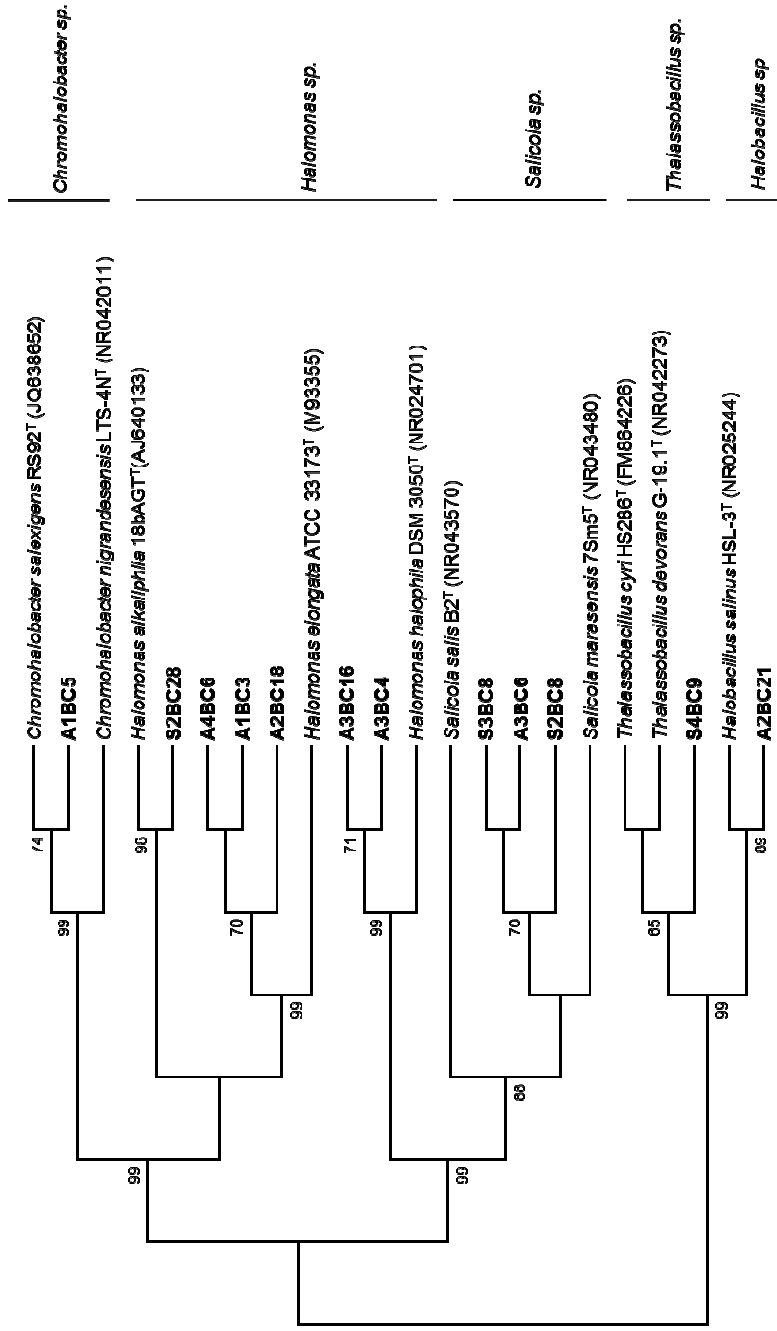 Chromohalobacter sp.
Halomonas sp.
Salicola sp.
Thalassobacillus sp.
Halobacillus sp
Chromohalobacter salexigens RS92ᵀ (JQ638652)
A1BC5
Chromohalobacter nigrandesensis LTS-4Nᵀ (NR042011)
Halomonas alkaliphila 18bAGTᵀ(AJ640133)
S2BC28
A4BC6
A1BC3
A2BC18
Halomonas elongata ATCC 33173ᵀ (M93355)
A3BC16
A3BC4
Halomonas halophila DSM 3050ᵀ (NR024701)
Salicola salis B2ᵀ (NR043570)
S3BC8
A3BC6
S2BC8
Salicola marasensis 7Sm5ᵀ (NR043480)
Thalassobacillus cyri HS286ᵀ (FM864226)
Thalassobacillus devorans G-19.1ᵀ (NR042273)
S4BC9
Halobacillus salinus HSL-3ᵀ (NR025244)
A2BC21
74
99
96
70
99
99
71
99
70
99
65
99